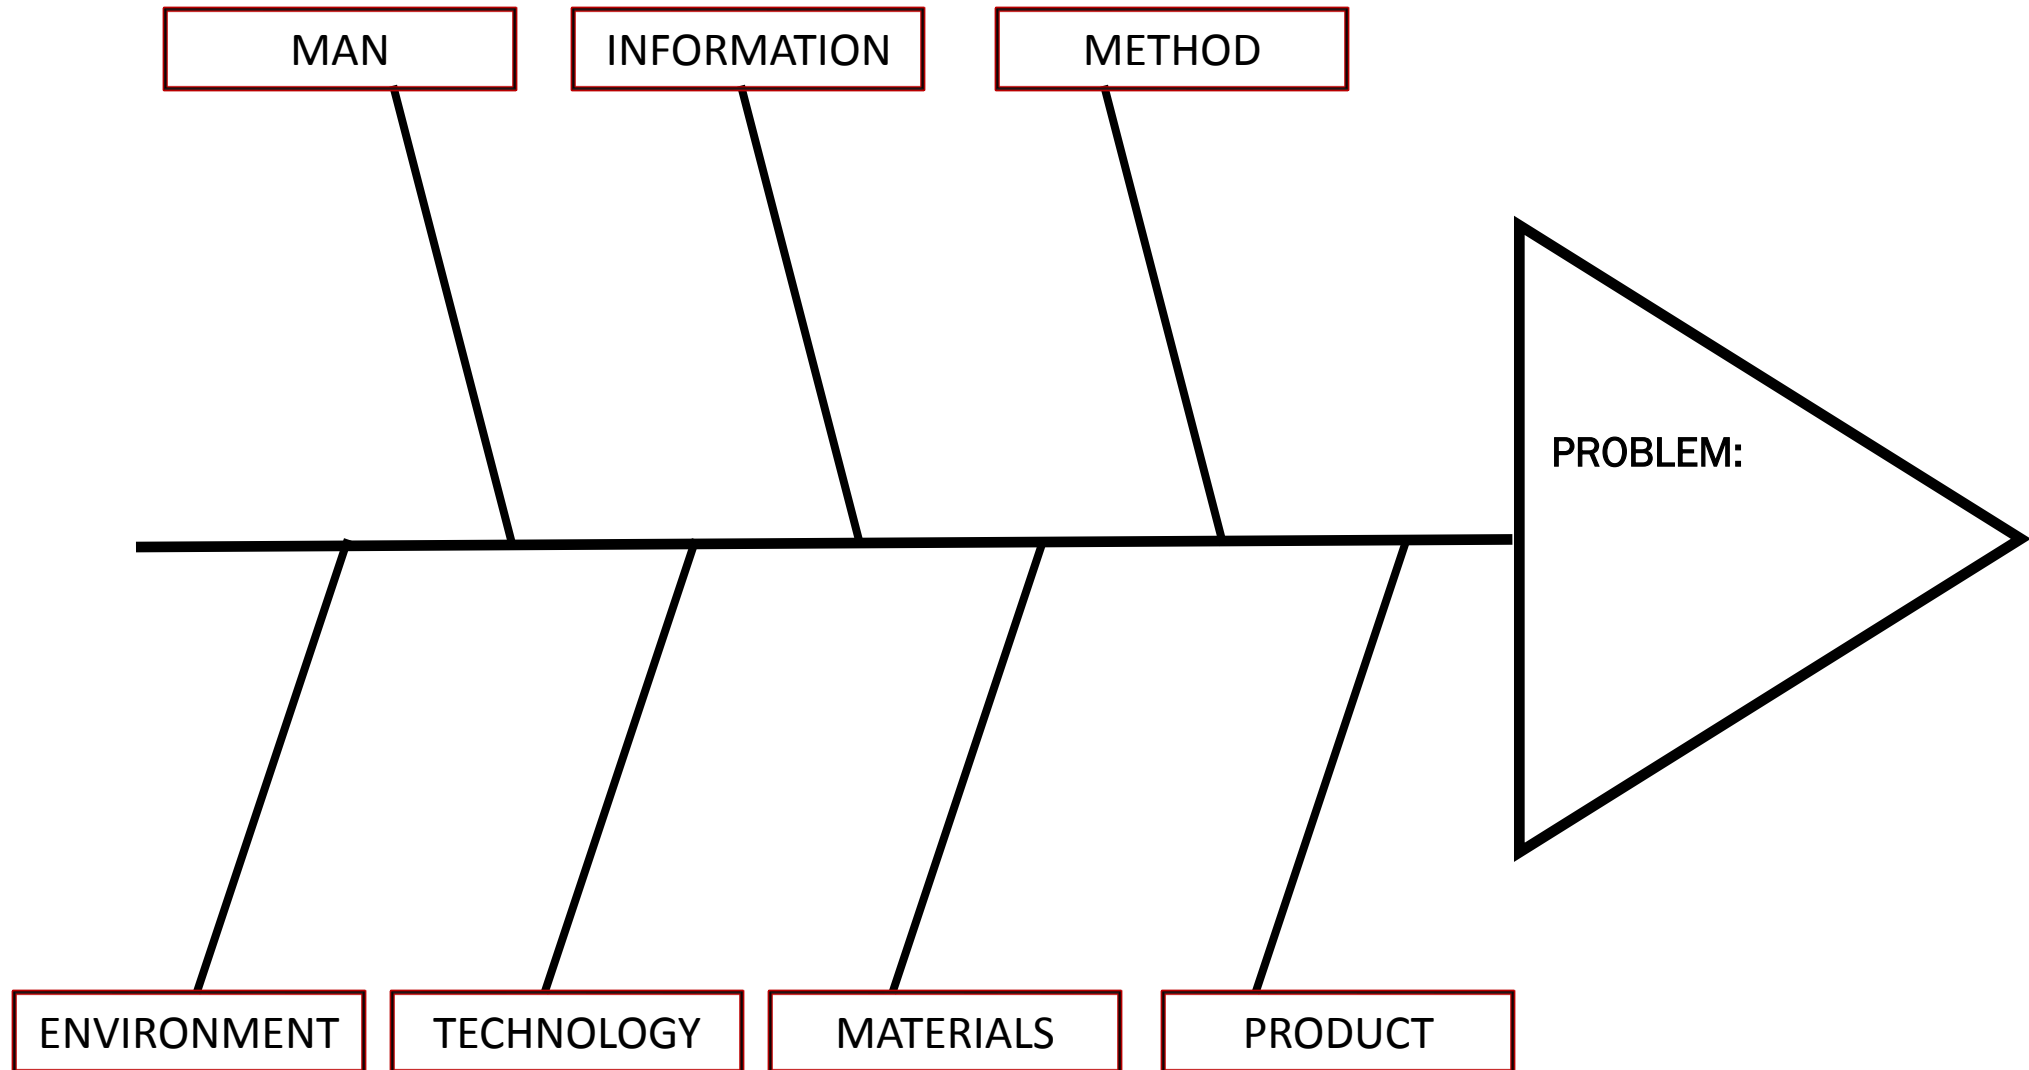 MAN
INFORMATION
METHOD
PROBLEM:
ENVIRONMENT
TECHNOLOGY
MATERIALS
PRODUCT